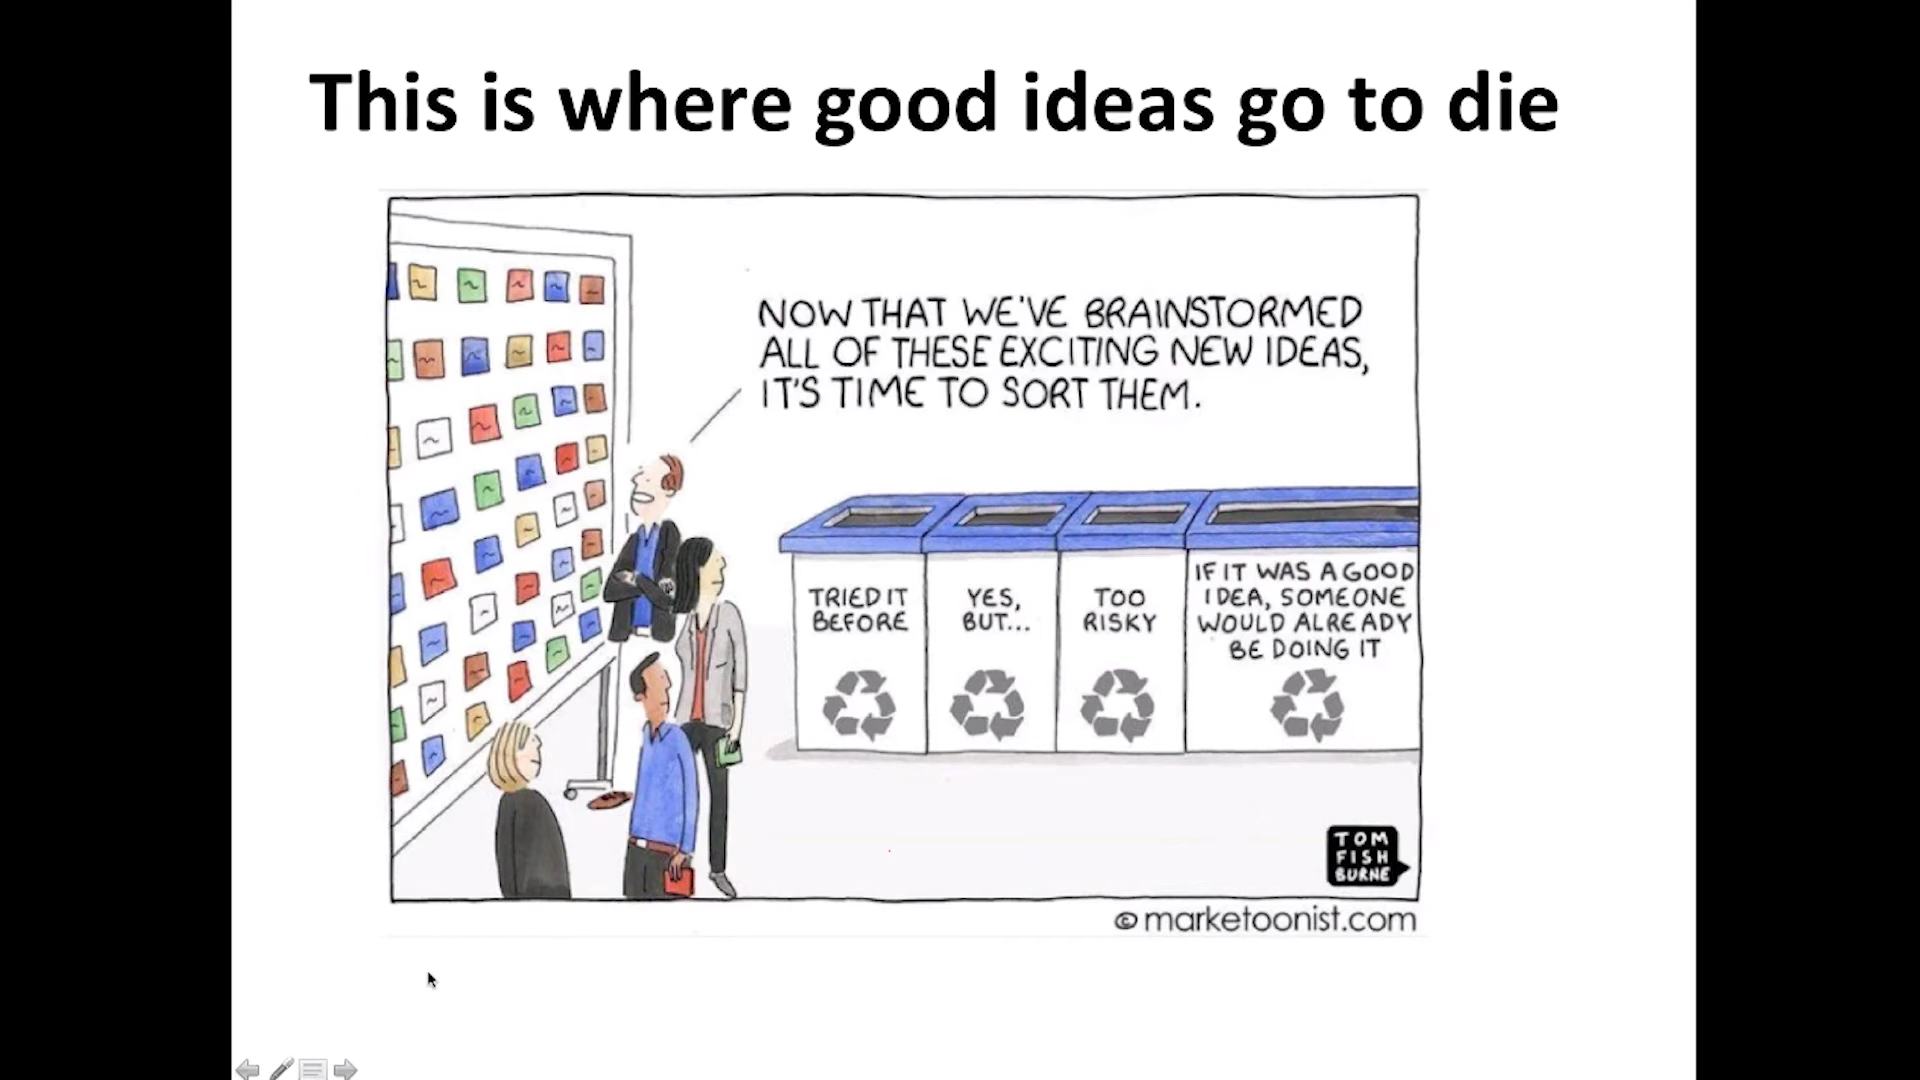 This is where good ideas go to die
NOW THAT WE'VE BRAINSTORMED
ALL OF THESE EXCITING NEW IDEAS,
IT'S TIME TO SORT THEM.
TRIED IT
BEFORE
YES,
BUT...
TOO
RISKY
IF IT WAS A GOOD
IDEA, SOMEONE
WOULD ALREADY
BE DOING IT
TOM
FISH
BURNE
© marketoonist.com